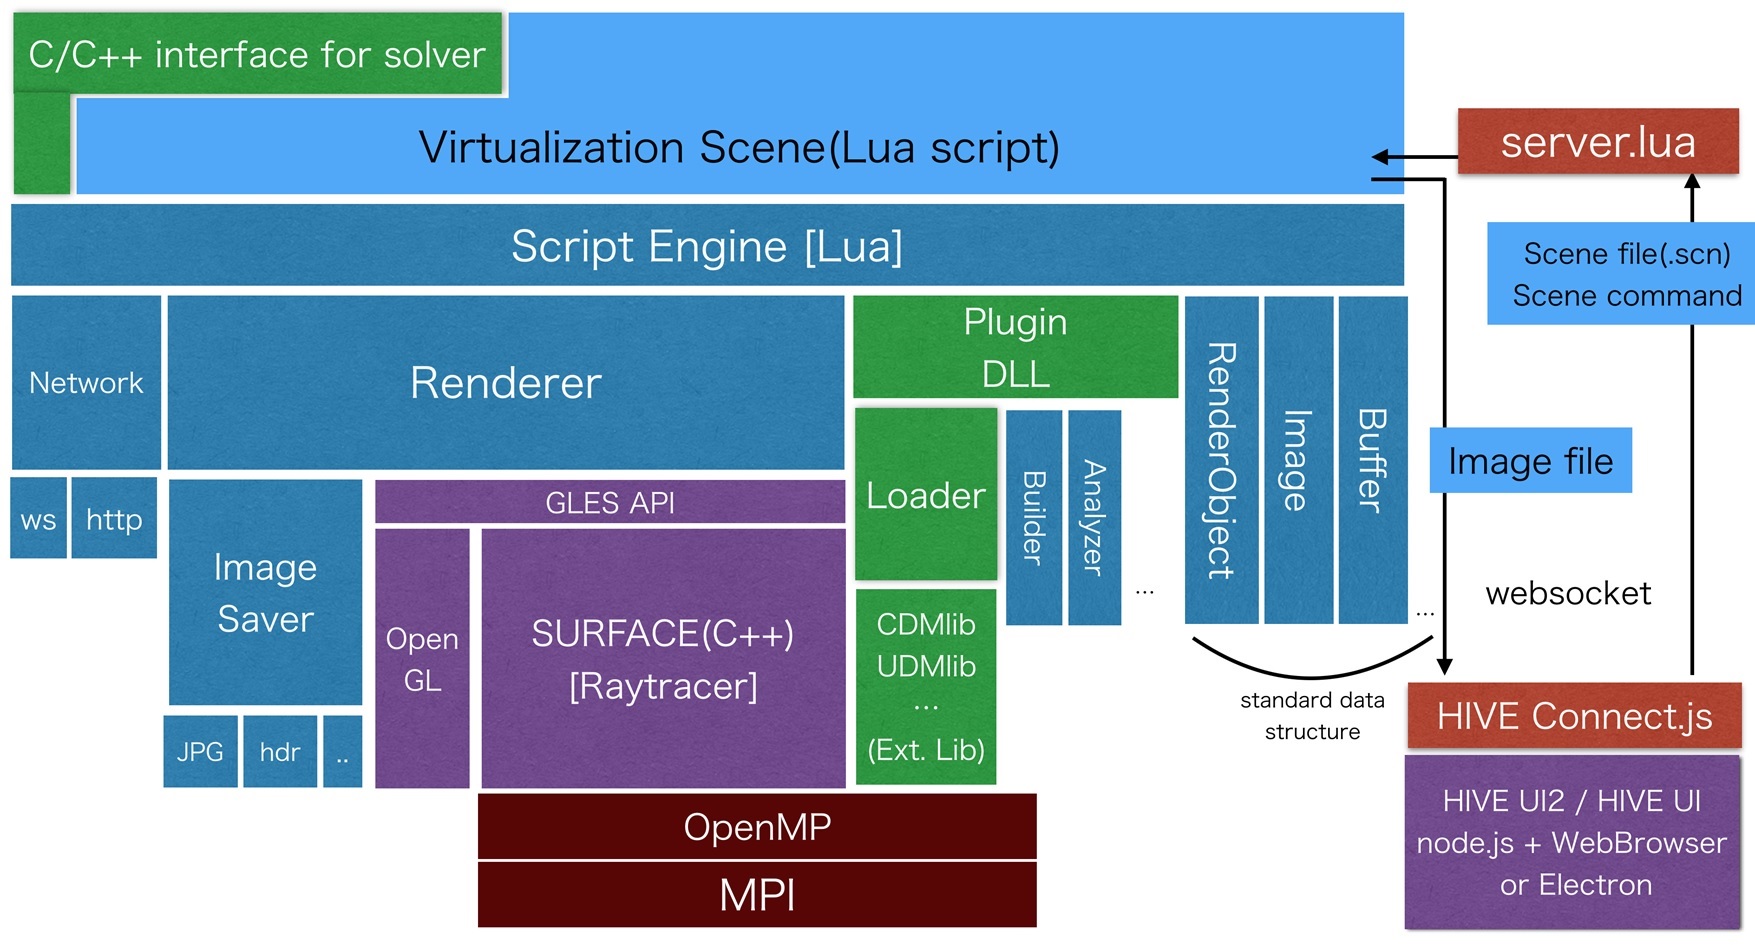 C/C++ interface for solver
Virtualization Scene(Lua script)
server.lua
Script Engine [Lua]
Scene file(.scn)
Scene command
Network
Renderer
Plugin
DLL
RenderObject
Image
Buffer
...
ws
http
Image
Saver
GLES API
Loader
Builder
Analyzer
...
Image file
Open
GL
SURFACE(C++)
[Raytracer]
CDMlib
UDMlib
...
(Ext. Lib)
websocket
standard data
structure
JPG
hdr
..
HIVE Connect.js
OpenMP
MPI
HIVE UI2 / HIVE UI
node.js + WebBrowser
or Electron